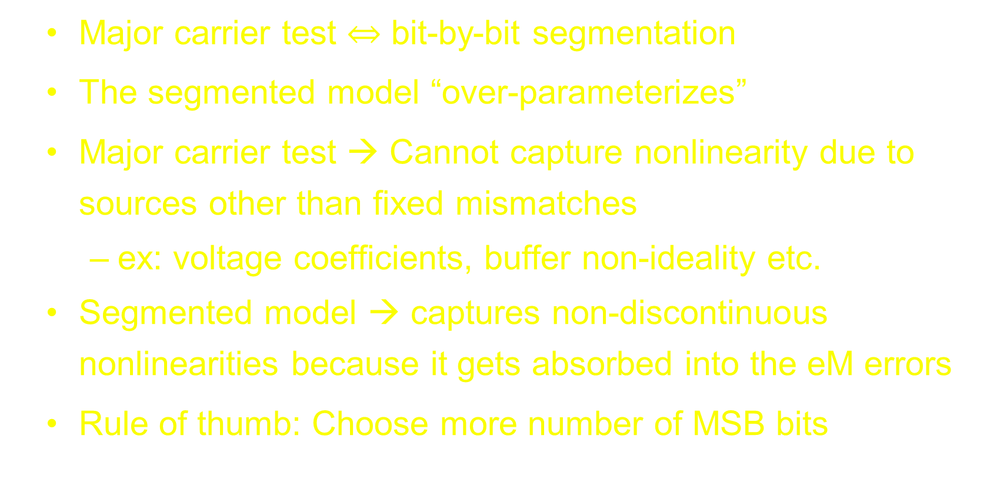 • Major carrier test ⇔ bit-by-bit segmentation
• The segmented model “over-parameterizes”
• Major carrier test → Cannot capture nonlinearity due to
sources other than fixed mismatches
– ex: voltage coefficients, buffer non-ideality etc.
• Segmented model → captures non-discontinuous
nonlinearities because it gets absorbed into the eM errors
• Rule of thumb: Choose more number of MSB bits